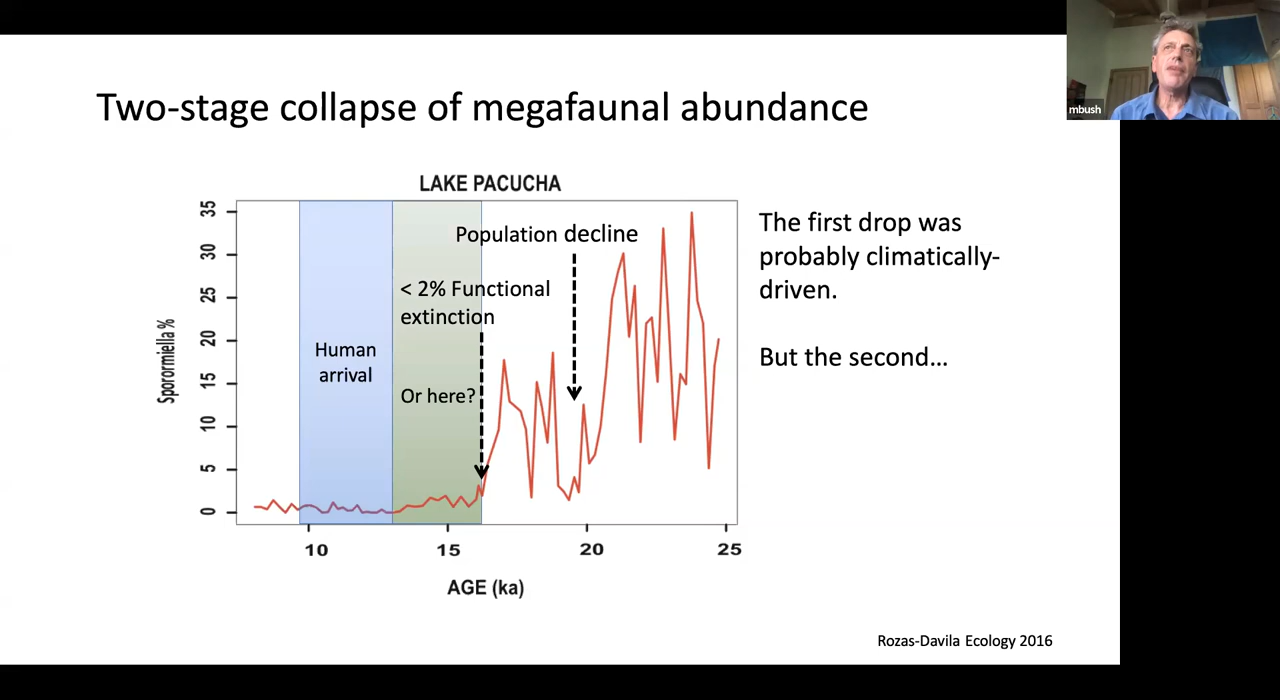 mbush
Two-stage collapse of megafaunal abundance
LAKE PACUCHA
35
30
25
20
15
10
5
0
Sporormiella %
Population decline
< 2% Functional
extinction
Human
arrival
Or here?
10 15 20 25
AGE (ka)
The first drop was
probably climatically-
driven.
But the second...
Rozas-Davila Ecology 2016